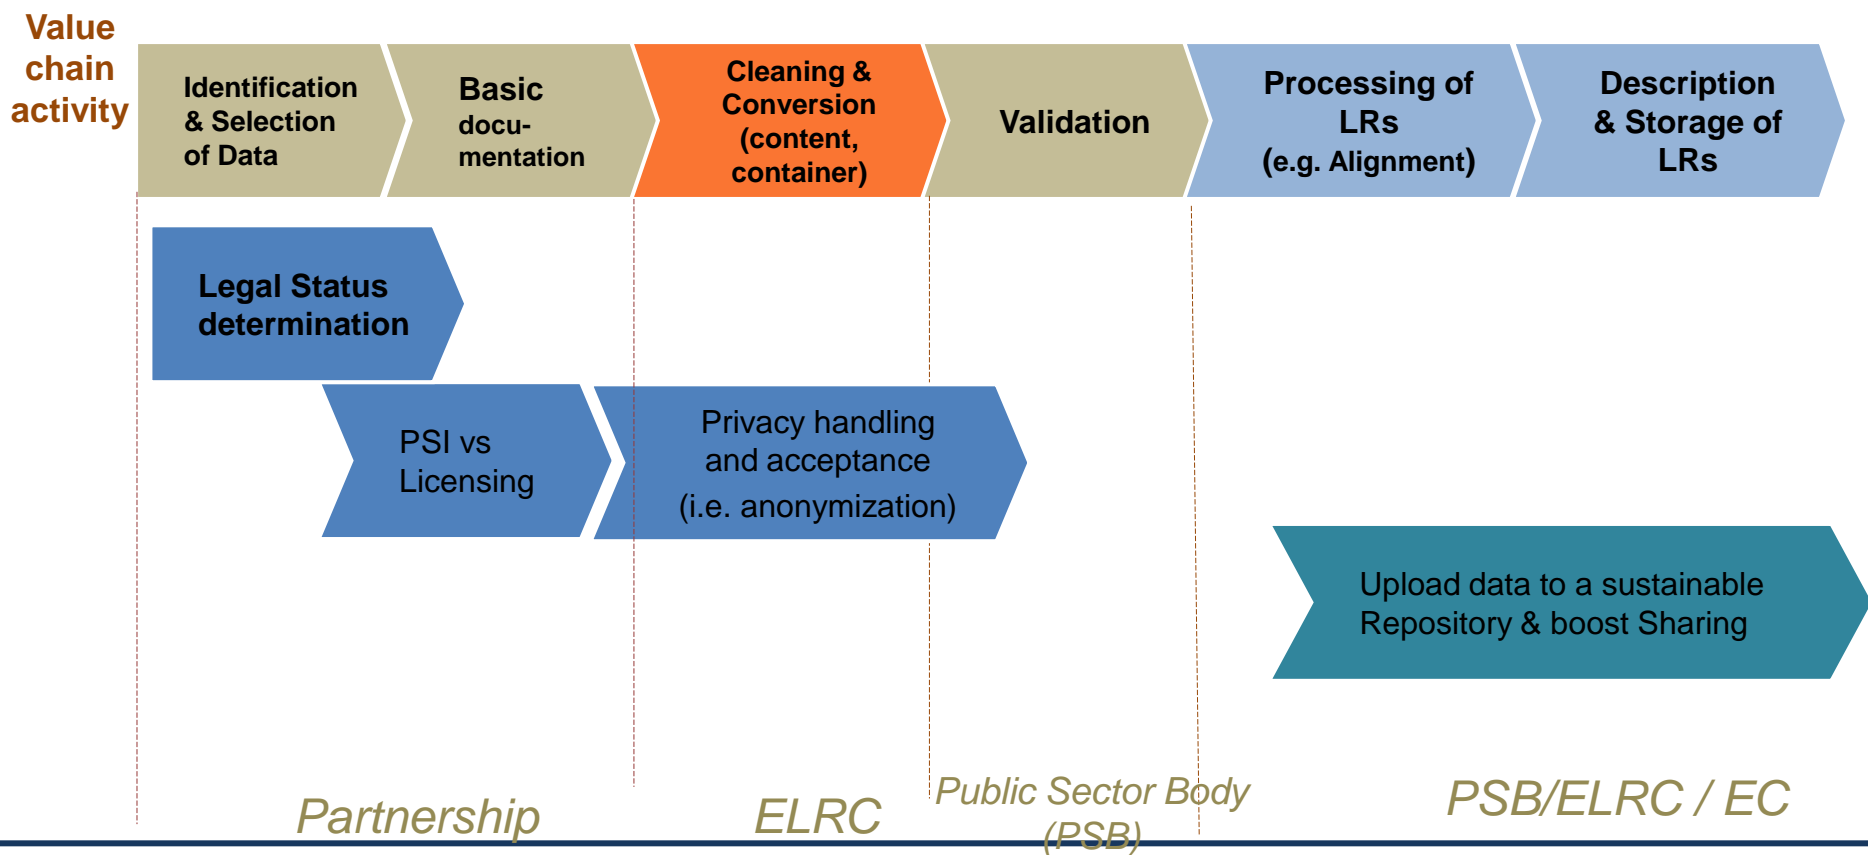 Value
chain
activity
Identification
& Selection
of Data
Basic
docu-
mentation
Cleaning &
Conversion
(content,
container)
Validation
Processing of
LRs
(e.g. Alignment)
Description
& Storage of
LRs
Legal Status
determination
PSI vs
Licensing
Privacy handling
and acceptance
(i.e. anonymization)
Upload data to a sustainable
Repository & boost Sharing
Partnership
ELRC
Public Sector Body
(PSB)
PSB/ELRC / EC